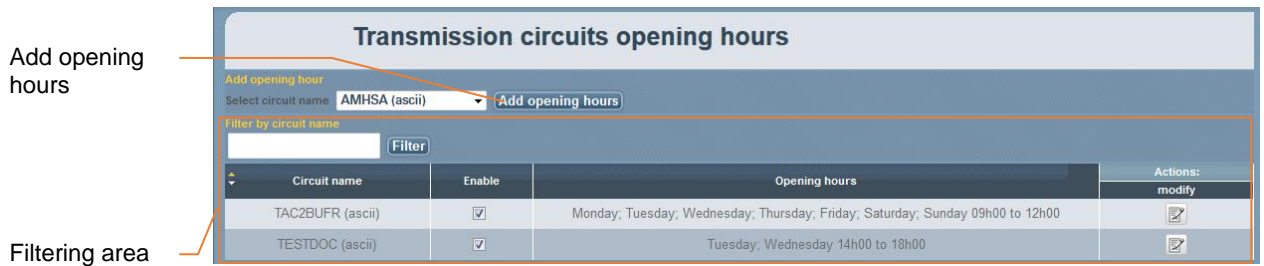 Transmission circuits opening hours
Add opening
hours
Add opening hour
Select circuit name AMHSA (ascii) Add opening hours
Filter by circuit name
Filter
Circuit name Enable Opening hours Actions:
modify
TAC2BUFR (ascii) Monday; Tuesday; Wednesday; Thursday; Friday; Saturday; Sunday 09h00 to 12h00
TESTDOC (ascii) Tuesday; Wednesday 14h00 to 18h00
Filtering area